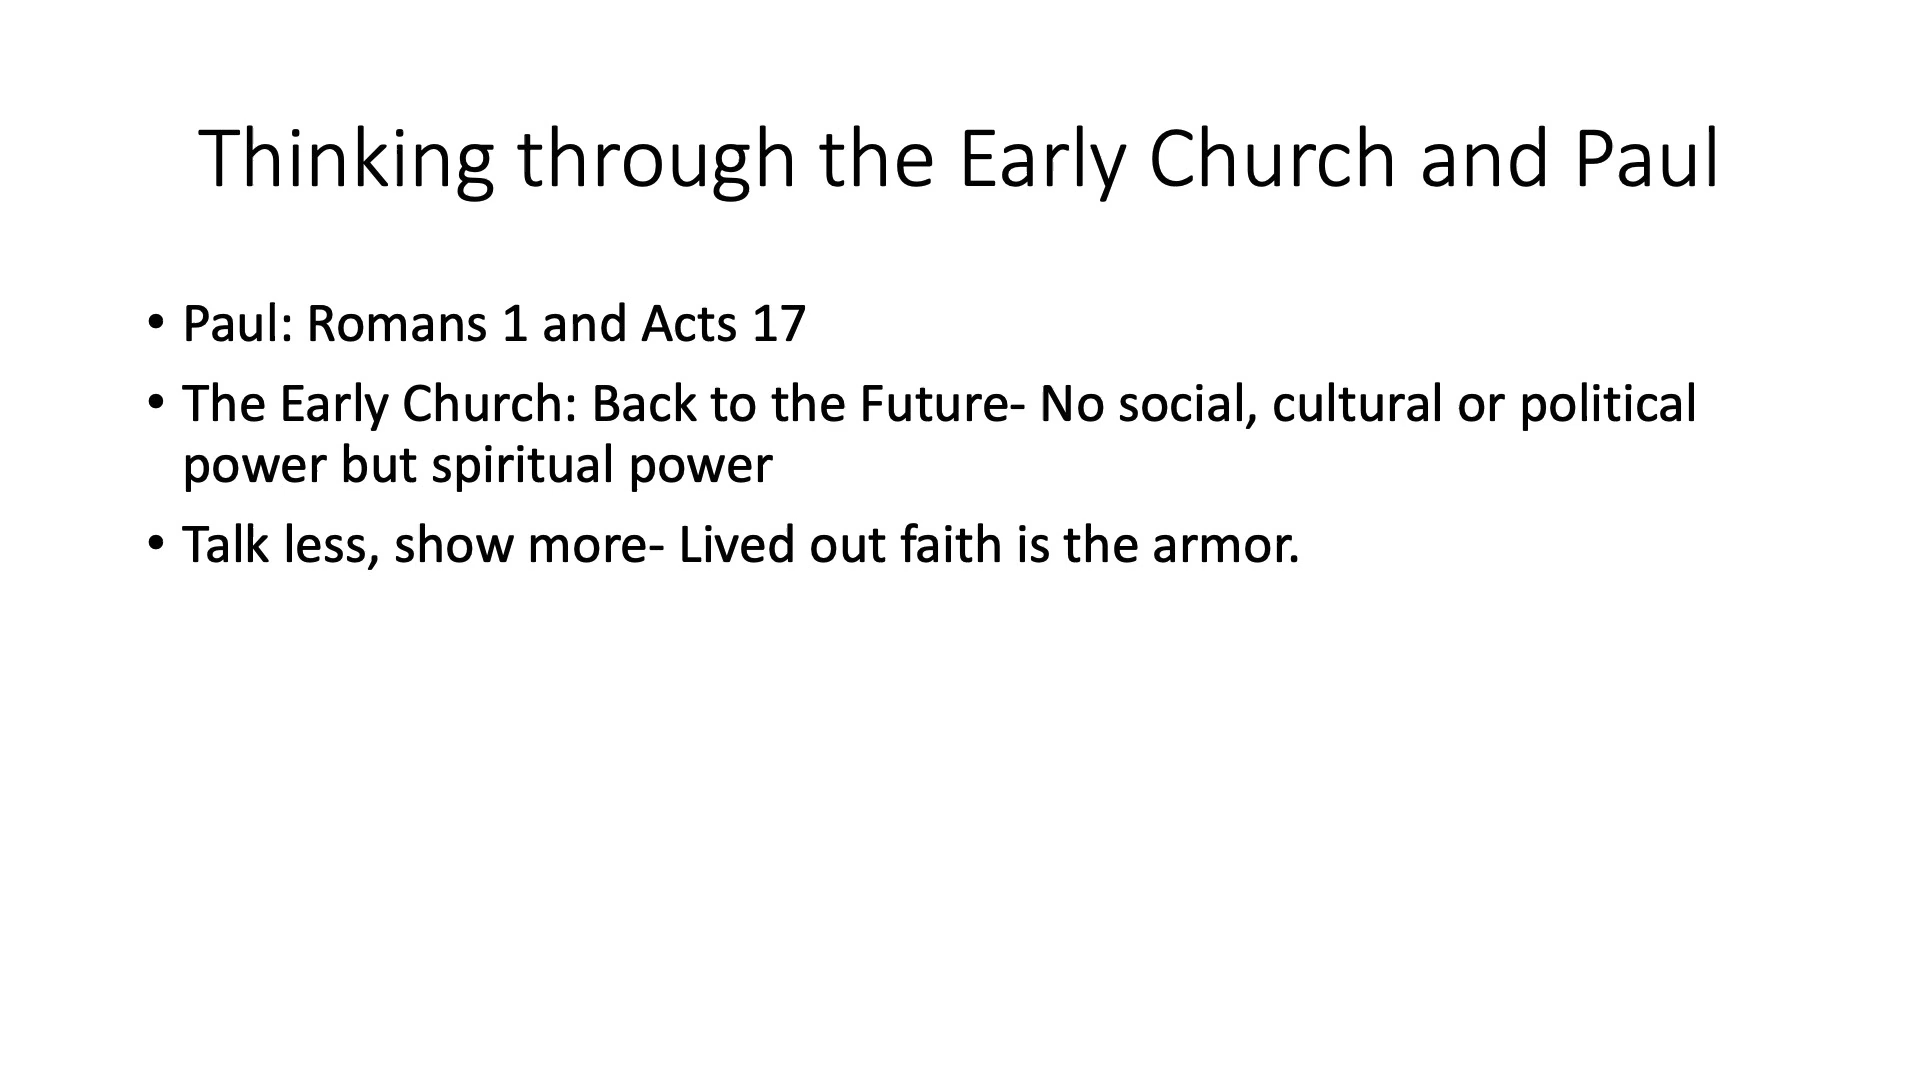 Thinking through the Early Church and Paul
• Paul: Romans 1 and Acts 17
• The Early Church: Back to the Future- No social, cultural or political
power but spiritual power
• Talk less, show more- Lived out faith is the armor.